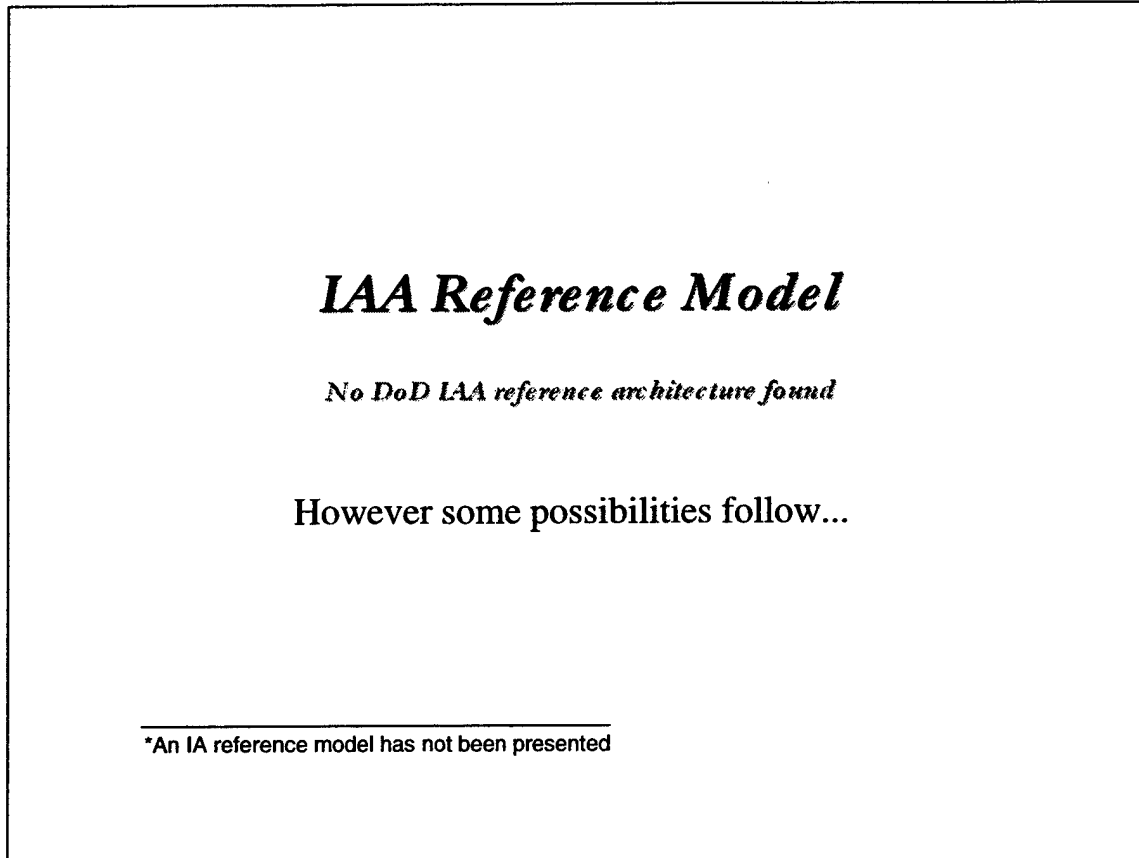 IAA Reference Model
No DoD IAA reference architecture found
However some possibilities follow...
*An IA reference model has not been presented